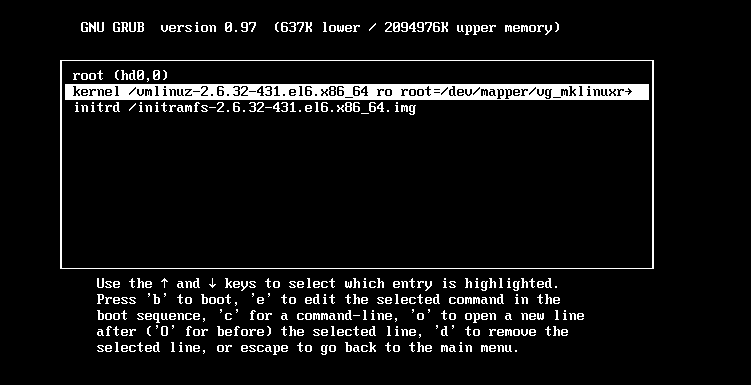 GNU GRUB  version 0.97  (637K lower / 2094976K upper memory)
root (hd0,0)
kernel /vmlinuz-2.6.32-431.el6.x86_64 ro root=/dev/mapper/vg_mklinuxr→
initrd /initramfs-2.6.32-431.el6.x86_64.img
Use the ↑ and ↓ keys to select which entry is highlighted.
Press 'b' to boot, 'e' to edit the selected command in the
boot sequence, 'c' for a command-line, 'o' to open a new line
after ('O' for before) the selected line, 'd' to remove the
selected line, or escape to go back to the main menu.